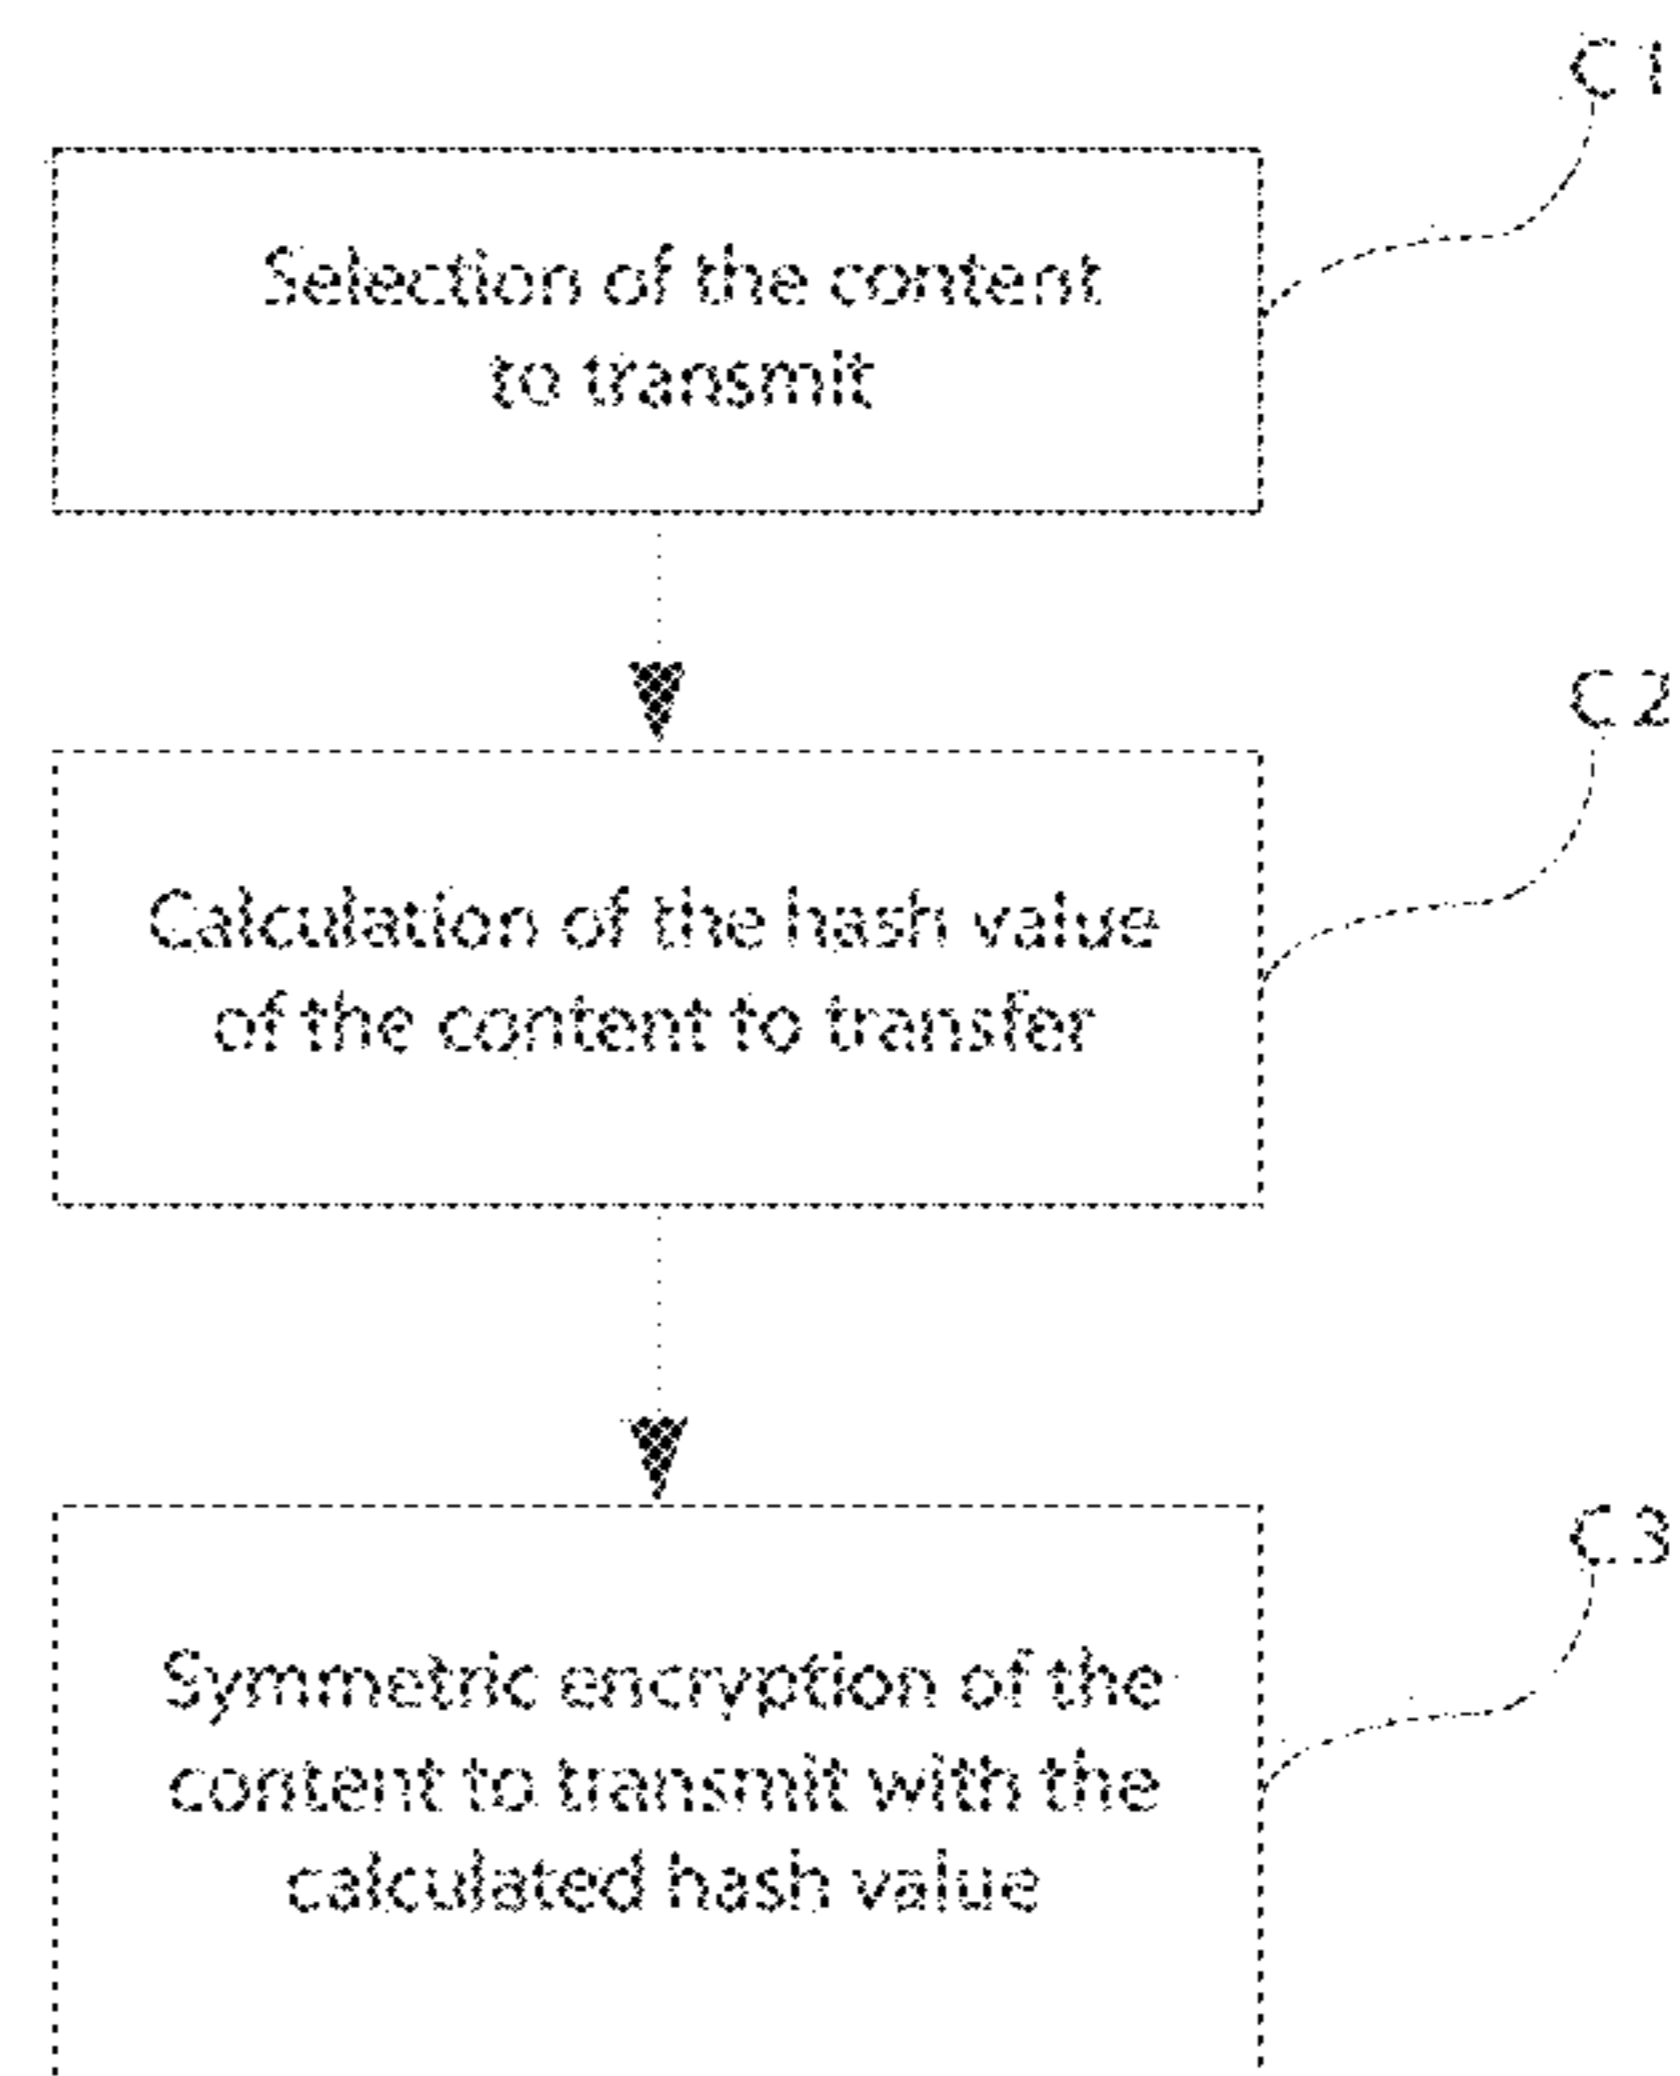 C1
Selection of the content
to transmit
C2
Calculation of the hash value
of the content to transfer
C3
Symmetric encryption of the
content to transmit with the
calculated hash value